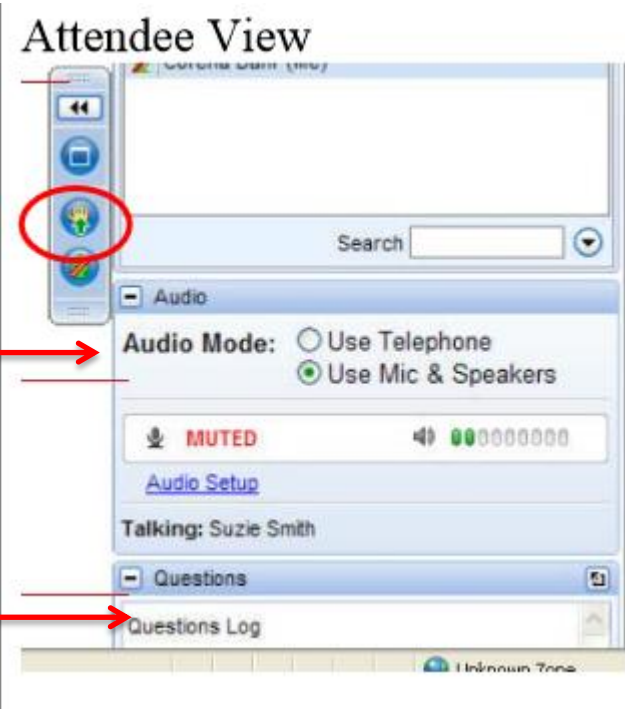 Attendee View
(Me)
Search
Audio
Audio Mode: Use Telephone
Use Mic & Speakers
MUTED
Audio Setup
Talking: Suzie Smith
Questions
Questions Log
Unknown Zone